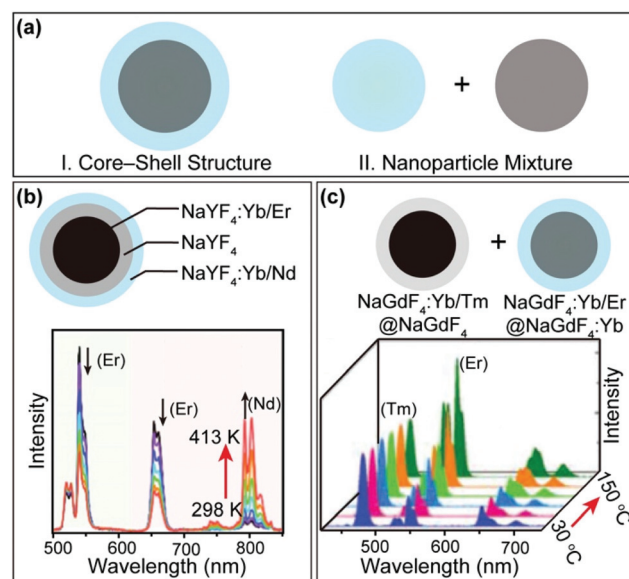 (a)
+
I. Core–Shell Structure
II. Nanoparticle Mixture
(b)
NaYF₄:Yb/Er
NaYF₄
NaYF₄:Yb/Nd
Intensity
(Er)
(Er)
(Nd)
413 K
298 K
500 600 700 800
Wavelength (nm)
(c)
+
NaGdF₄:Yb/Tm
@NaGdF₄
NaGdF₄:Yb/Er
@NaGdF₄:Yb
Intensity
(Tm)
(Er)
Intensity
150 °C
30 °C
500 600 700
Wavelength (nm)